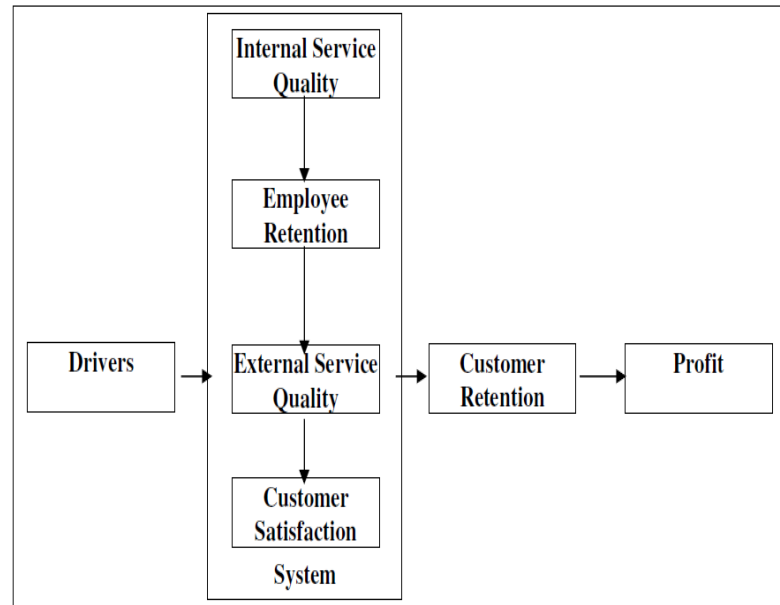 Internal Service
Quality
Employee
Retention
Drivers
External Service
Quality
Customer
Retention
Profit
Customer
Satisfaction
System